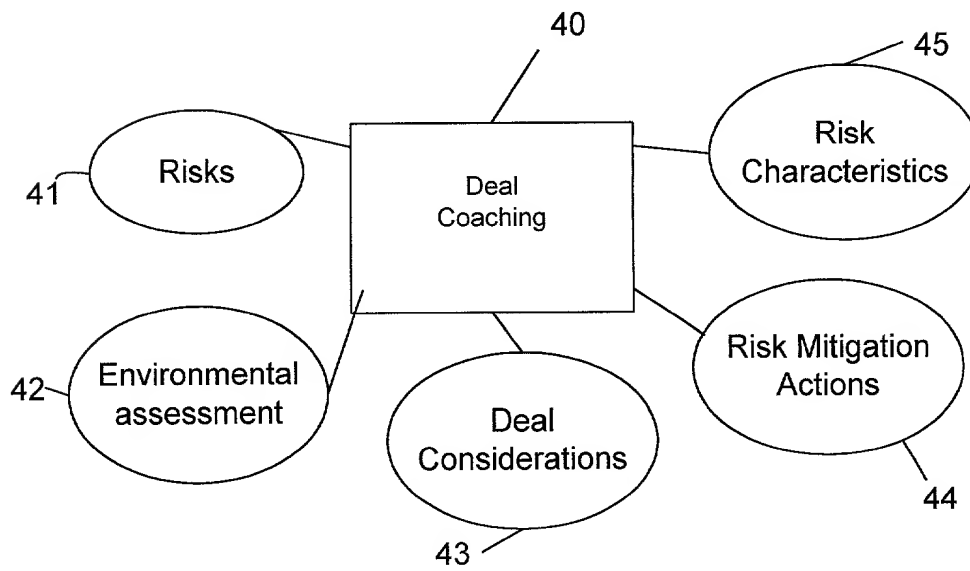 40
45
Risks
41
Deal
Coaching
Risk
Characteristics
Environmental
assessment
42
Deal
Considerations
43
Risk Mitigation
Actions
44